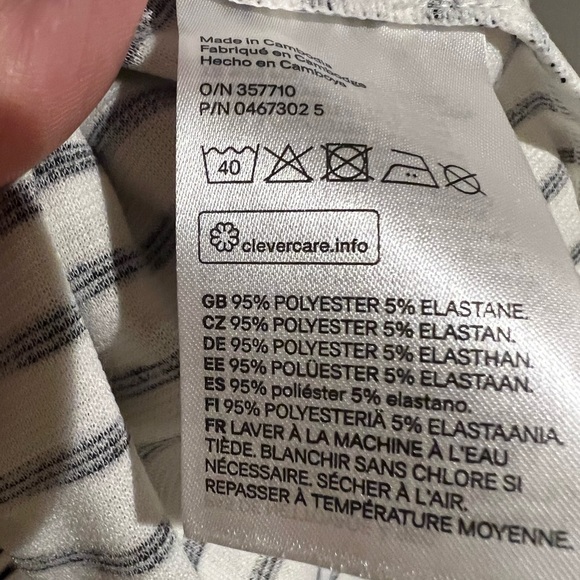 Made in Cambodia
Fabriqué en Cambodge
Hecho en Camboya
O/N 357710
P/N 0467302 5
40
clevercare.info
GB 95% POLYESTER 5% ELASTANE.
CZ 95% POLYESTER 5% ELASTAN.
DE 95% POLYESTER 5% ELASTHAN.
EE 95% POLÜESTER 5% ELASTAAN.
ES 95% poliéster 5% elastano.
FI 95% POLYESTERIÄ 5% ELASTAANIA.
FR LAVER À LA MACHINE À L'EAU
TIÈDE. BLANCHIR SANS CHLORE SI
NÉCESSAIRE. SÉCHER À L'AIR.
REPASSER À TEMPÉRATURE MOYENNE.